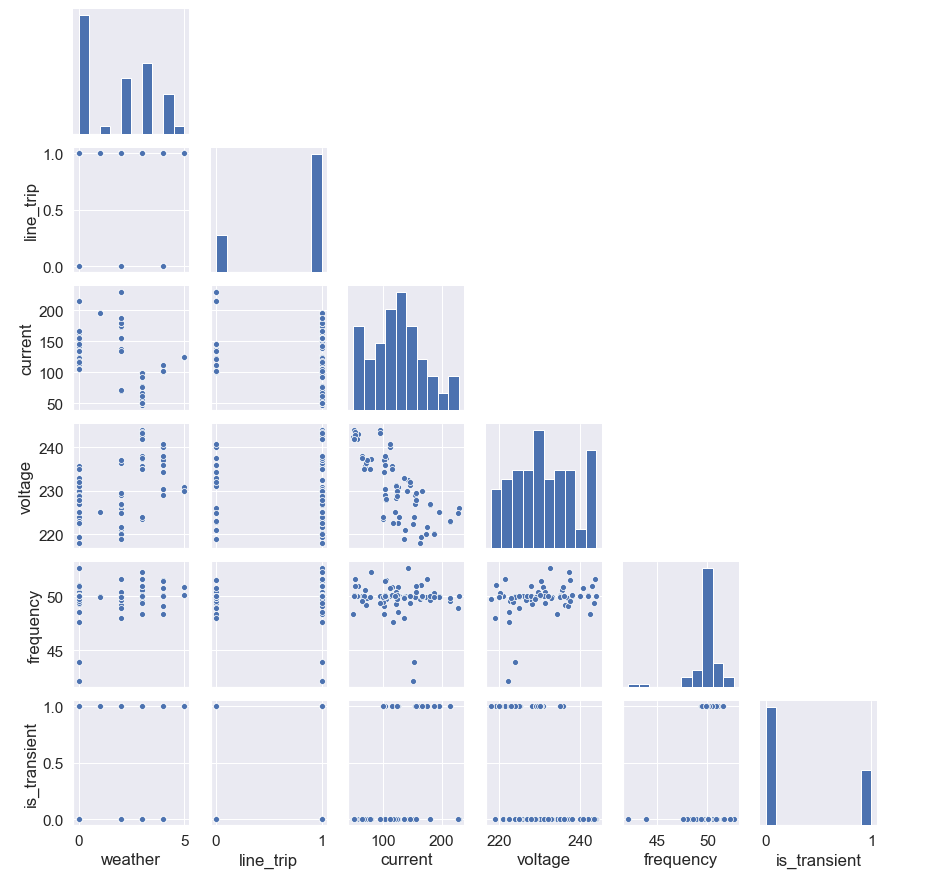 1.0
0.5
0.0
line_trip
200
150
100
50
current
240
230
220
voltage
50
45
frequency
1.0
0.5
0.0
is_transient
0 5 0 1 100 200 220 240 45 50 0 1
weather line_trip current voltage frequency is_transient